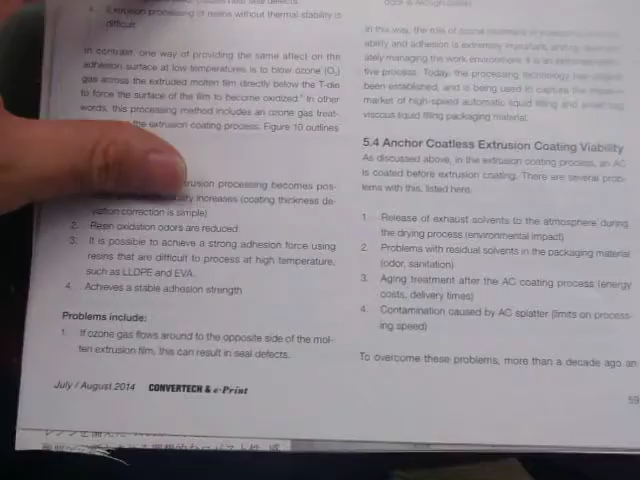 4. Extrusion processing of resins without thermal stability is
difficult.
In contrast, one way of providing the same affect on the
adhesion surface at low temperatures is to blow ozone (O₃)
gas across the extruded molten film directly below the T-die
to force the surface of the film to become oxidized. In other
words, this processing method includes an ozone gas treat-
the extrusion coating process. Figure 10 outlines
trusion processing becomes pos-
increases (coating thickness de-
viation correction is simple)
2. Resin oxidation odors are reduced
3. It is possible to achieve a strong adhesion force using
resins that are difficult to process at high temperature,
such as LLDPE and EVA.
4. Achieves a stable adhesion strength
Problems include:
1. If ozone gas flows around to the opposite side of the mol-
ten extrusion film, this can result in seal defects.
July / August 2014 CONVERTECH & e-Print
In this way, the role of ozone
ability and adhesion is extremely important,
ately managing the work environment it is an
tive process. Today, the processing technology has
been established, and is being used to capture the
market of high-speed automatic liquid filling and
viscous liquid filling packaging material.
5.4 Anchor Coatless Extrusion Coating Viability
As discussed above, in the extrusion coating process, an AC
is coated before extrusion coating. There are several prob-
lems with this, listed here.
1. Release of exhaust solvents to the atmosphere during
the drying process (environmental impact)
2. Problems with residual solvents in the packaging material
(odor, sanitation)
3. Aging treatment after the AC coating process (energy
costs, delivery times)
4. Contamination caused by AC splatter (limits on process-
ing speed)
To overcome these problems, more than a decade ago an
59